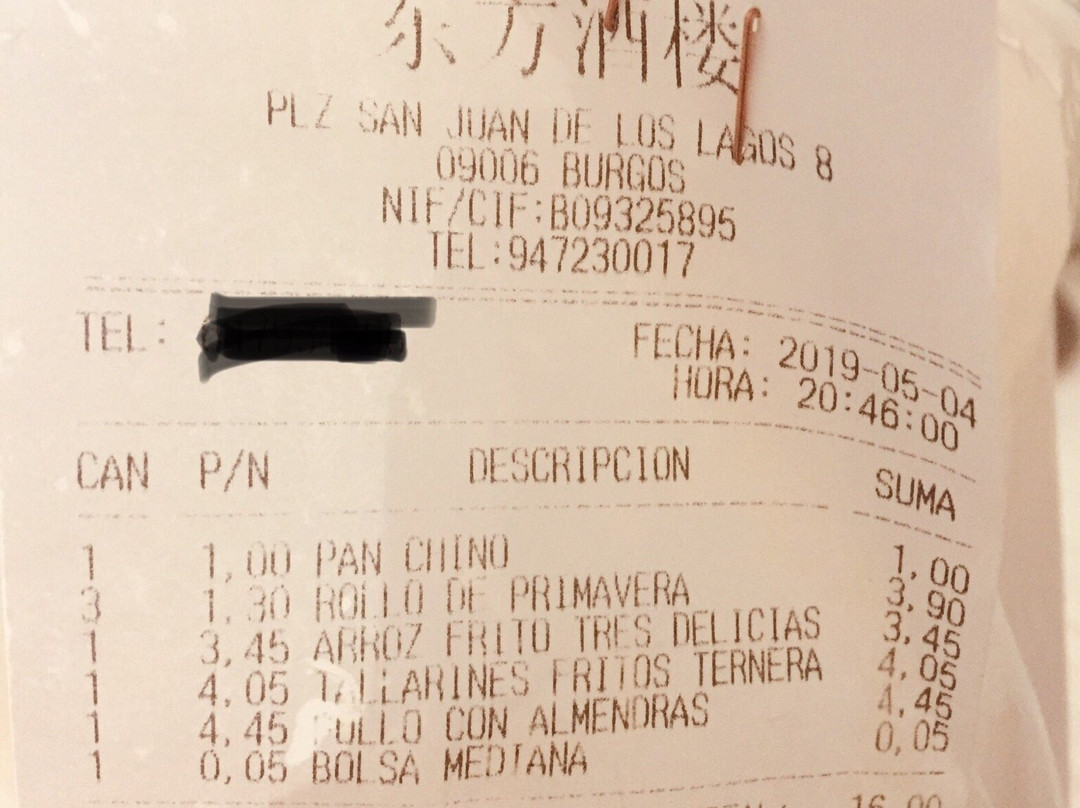 东方酒楼
PLZ SAN JUAN DE LOS LAGOS 8
09006 BURGOS
NIF/CIF:B09325895
TEL:947230017
TEL:
FECHA: 2019-05-04
HORA: 20:46:00
CAN P/N DESCRIPCION SUMA
1 1,00 PAN CHINO 1,00
3 1,30 ROLLO DE PRIMAVERA 3,90
1 3,45 ARROZ FRITO TRES DELICIAS 3,45
1 4,05 TALLARINES FRITOS TERNERA 4,05
1 4,45 POLLO CON ALMENDRAS 4,45
1 0,05 BOLSA MEDIANA 0,05
16,00